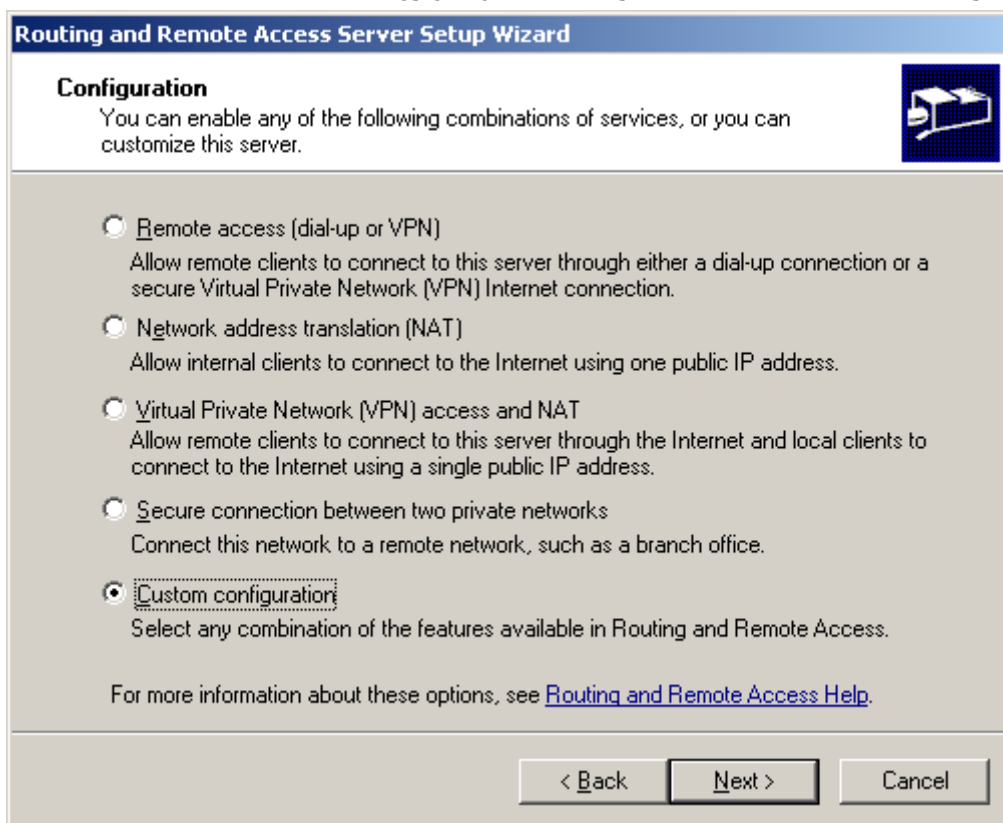 Routing and Remote Access Server Setup Wizard
Configuration
You can enable any of the following combinations of services, or you can
customize this server.
Remote access (dial-up or VPN)
Allow remote clients to connect to this server through either a dial-up connection or a
secure Virtual Private Network (VPN) Internet connection.
Network address translation (NAT)
Allow internal clients to connect to the Internet using one public IP address.
Virtual Private Network (VPN) access and NAT
Allow remote clients to connect to this server through the Internet and local clients to
connect to the Internet using a single public IP address.
Secure connection between two private networks
Connect this network to a remote network, such as a branch office.
Custom configuration
Select any combination of the features available in Routing and Remote Access.
For more information about these options, see Routing and Remote Access Help.
< Back Next > Cancel